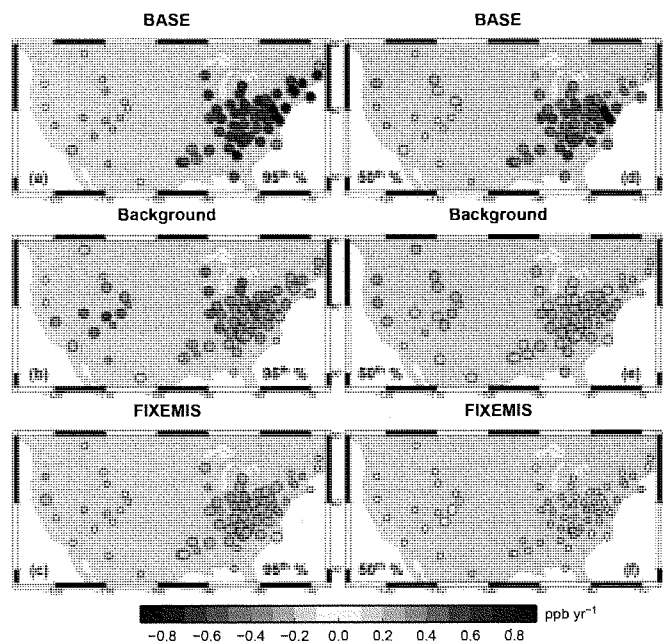 BASE BASE
(a) 95th % 50th % (d)
Background Background
(b) 95th % 50th % (e)
FIXEMIS FIXEMIS
(c) 95th % 50th % (f)
−0.8 −0.6 −0.4 −0.2 0.0 0.2 0.4 0.6 0.8 ppb yr−1